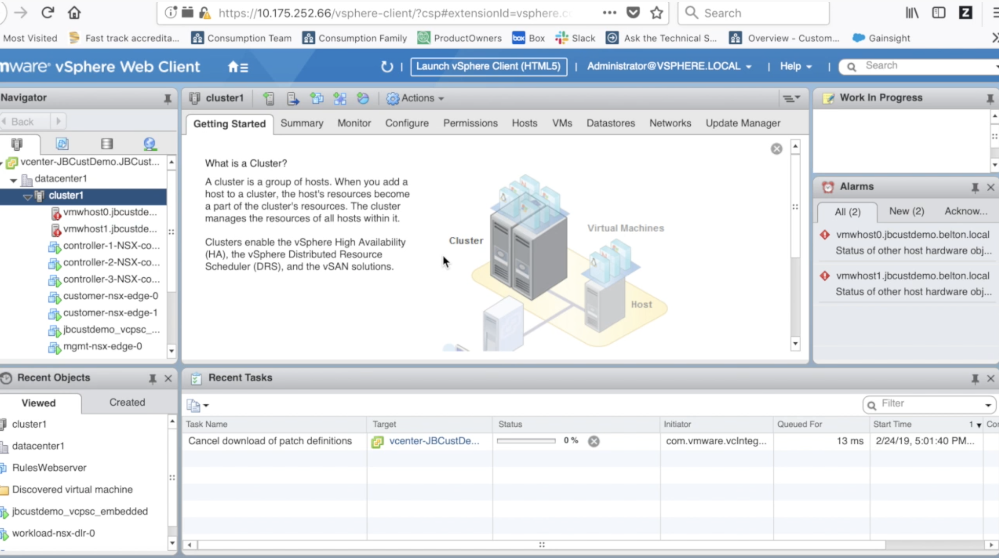 https://10.175.252.66/vsphere-client/?csp#extensionId=vsphere.c
Search
Z
Most Visited
Fast track accredita...
Consumption Team
Consumption Family
ProductOwners
box Box
Slack
Ask the Technical S...
Overview - Custom...
Gainsight
mware® vSphere Web Client
Launch vSphere Client (HTML5)
Administrator@VSPHERE.LOCAL
Help
Search
Navigator
Back
vcenter-JBCustDemo.JBCust...
datacenter1
cluster1
vmwhost0.jbcustde...
vmwhost1.jbcustde...
controller-1-NSX-co...
controller-2-NSX-co...
controller-3-NSX-co...
customer-nsx-edge-0
customer-nsx-edge-1
jbcustdemo_vcpsc_...
mgmt-nsx-edge-0
cluster1
Actions
Getting Started
Summary
Monitor
Configure
Permissions
Hosts
VMs
Datastores
Networks
Update Manager
What is a Cluster?
A cluster is a group of hosts. When you add a
host to a cluster, the host's resources become
a part of the cluster's resources. The cluster
manages the resources of all hosts within it.
Clusters enable the vSphere High Availability
(HA), the vSphere Distributed Resource
Scheduler (DRS), and the vSAN solutions.
Cluster
Virtual Machines
Host
Work In Progress
Alarms
All (2)
New (2)
Acknow...
vmwhost0.jbcustdemo.belton.local
Status of other host hardware obj...
vmwhost1.jbcustdemo.belton.local
Status of other host hardware obj...
Recent Objects
Viewed
Created
cluster1
datacenter1
RulesWebserver
Discovered virtual machine
jbcustdemo_vcpsc_embedded
workload-nsx-dlr-0
Recent Tasks
Filter
Task Name
Target
Status
Initiator
Queued For
Start Time
1
Cor
Cancel download of patch definitions
vcenter-JBCustDe...
0 %
com.vmware.vcInteg...
13 ms
2/24/19, 5:01:40 PM...